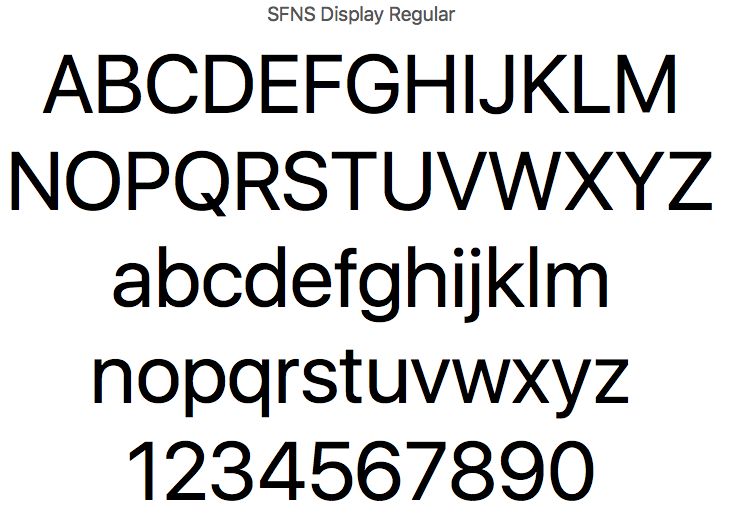 SFNS Display Regular
ABCDEFGHIJKLM
NOPQRSTUVWXYZ
abcdefghijklm
nopqrstuvwxyz
1234567890